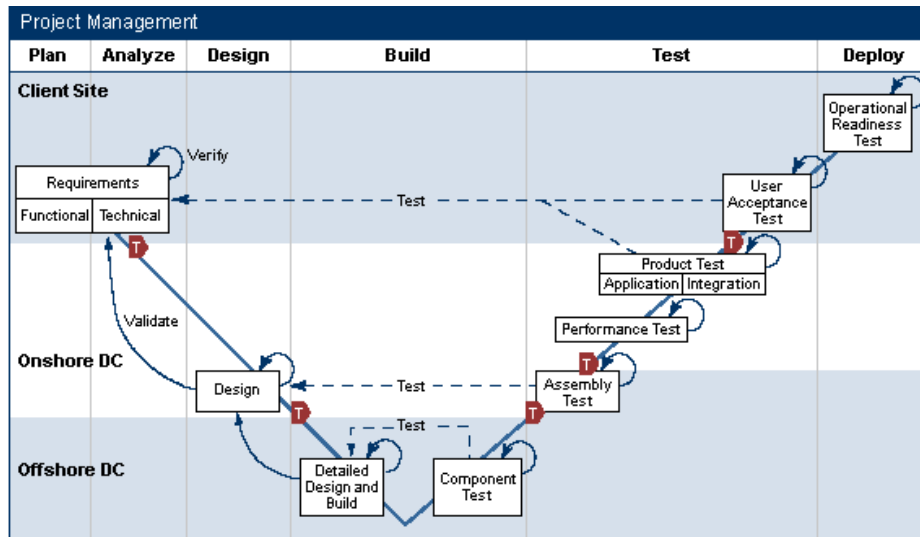 Project Management
Plan
Analyze
Design
Build
Test
Deploy
Client Site
Operational
Readiness
Test
Verify
Requirements
Functional
Technical
Test
User
Acceptance
Test
T
T
Product Test
Application
Integration
Validate
Performance Test
Onshore DC
T
Design
Test
Assembly
Test
T
T
Test
Offshore DC
Detailed
Design and
Build
Component
Test